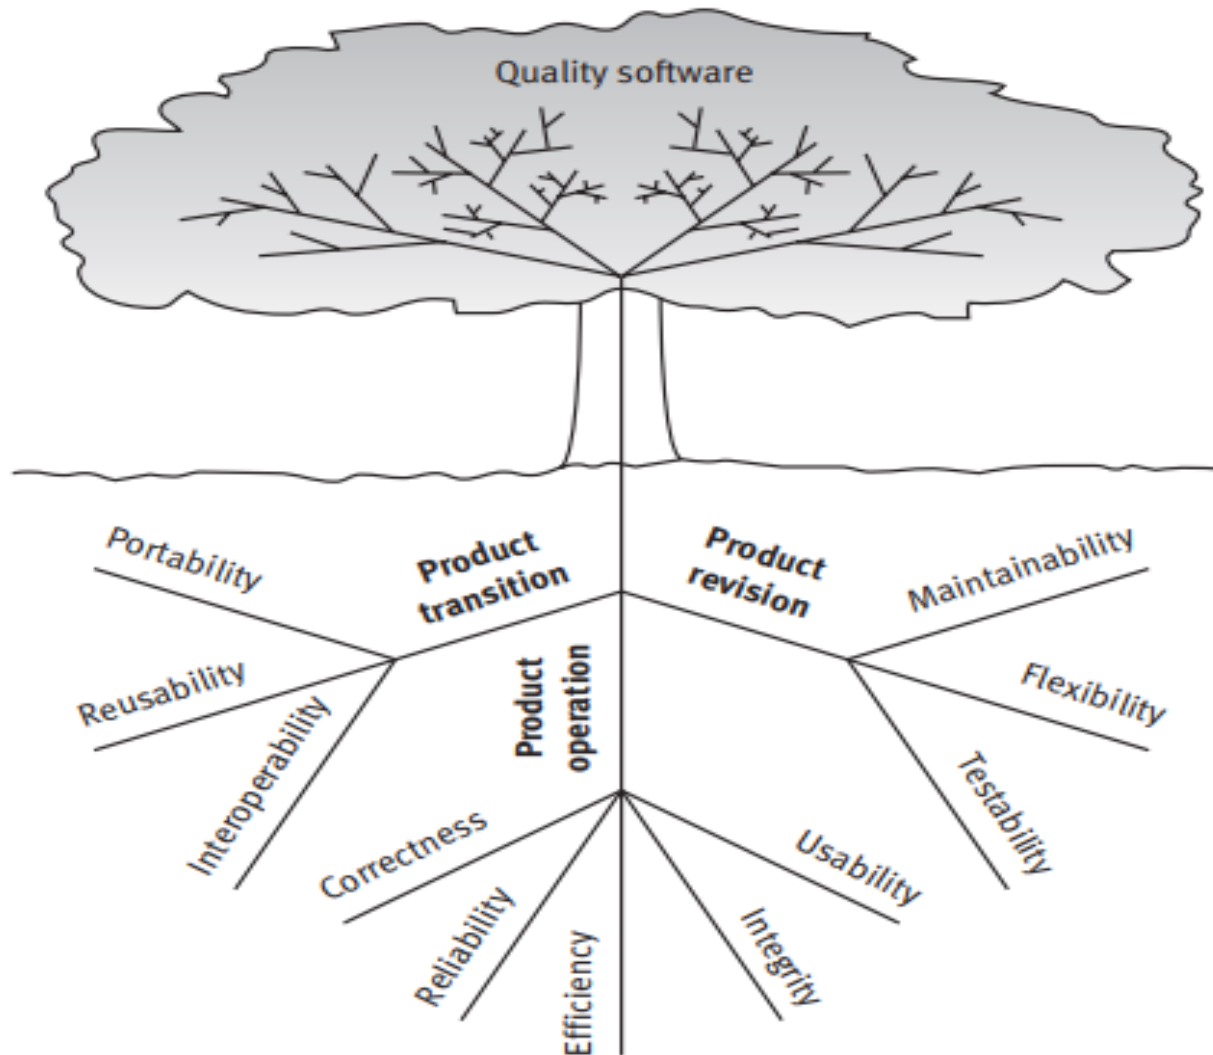 Quality software
Portability
Product
transition
Product
revision
Maintainability
Reusability
Interoperability
Product
operation
Flexibility
Testability
Correctness
Reliability
Efficiency
Integrity
Usability